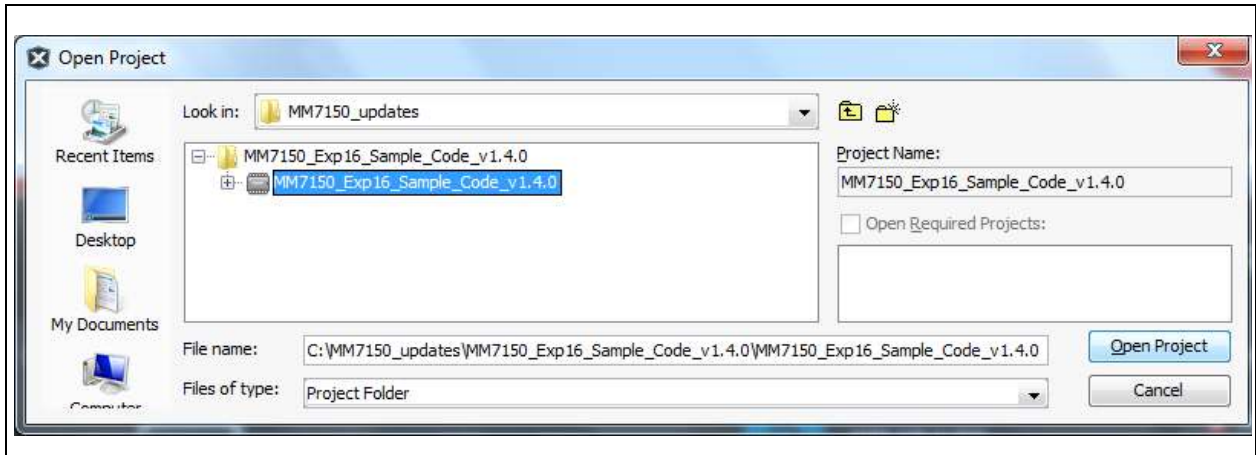 Open Project
Look in:
MM7150_updates
Recent Items
Desktop
My Documents
Computer
MM7150_Exp16_Sample_Code_v1.4.0
MM7150_Exp16_Sample_Code_v1.4.0
Project Name:
MM7150_Exp16_Sample_Code_v1.4.0
Open Required Projects:
File name:
C:\MM7150_updates\MM7150_Exp16_Sample_Code_v1.4.0\MM7150_Exp16_Sample_Code_v1.4.0
Open Project
Files of type:
Project Folder
Cancel